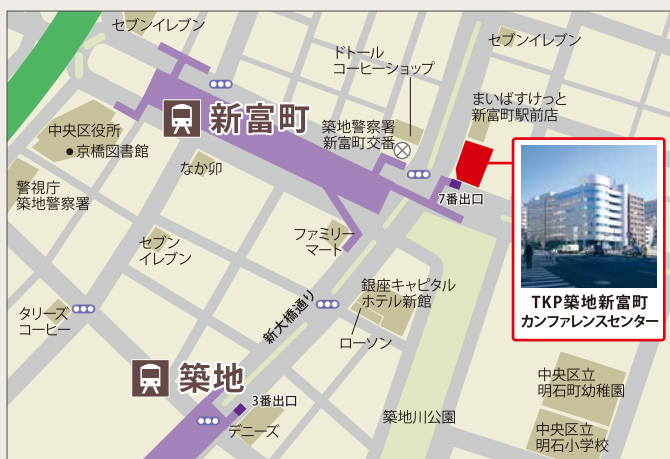 セブンイレブン
ドトール
コーヒーショップ
セブンイレブン
まいばすけっと
新富町駅前店
新富町
築地警察署
新富町交番
中央区役所
京橋図書館
なか卯
警視庁
築地警察署
7番出口
ファミリー
マート
セブン
イレブン
銀座キャピタル
ホテル新館
TKP築地新富町
カンファレンスセンター
新大橋通り
タリーズ
コーヒー
ローソン
築地
中央区立
明石町幼稚園
3番出口
築地川公園
デニーズ
中央区立
明石小学校